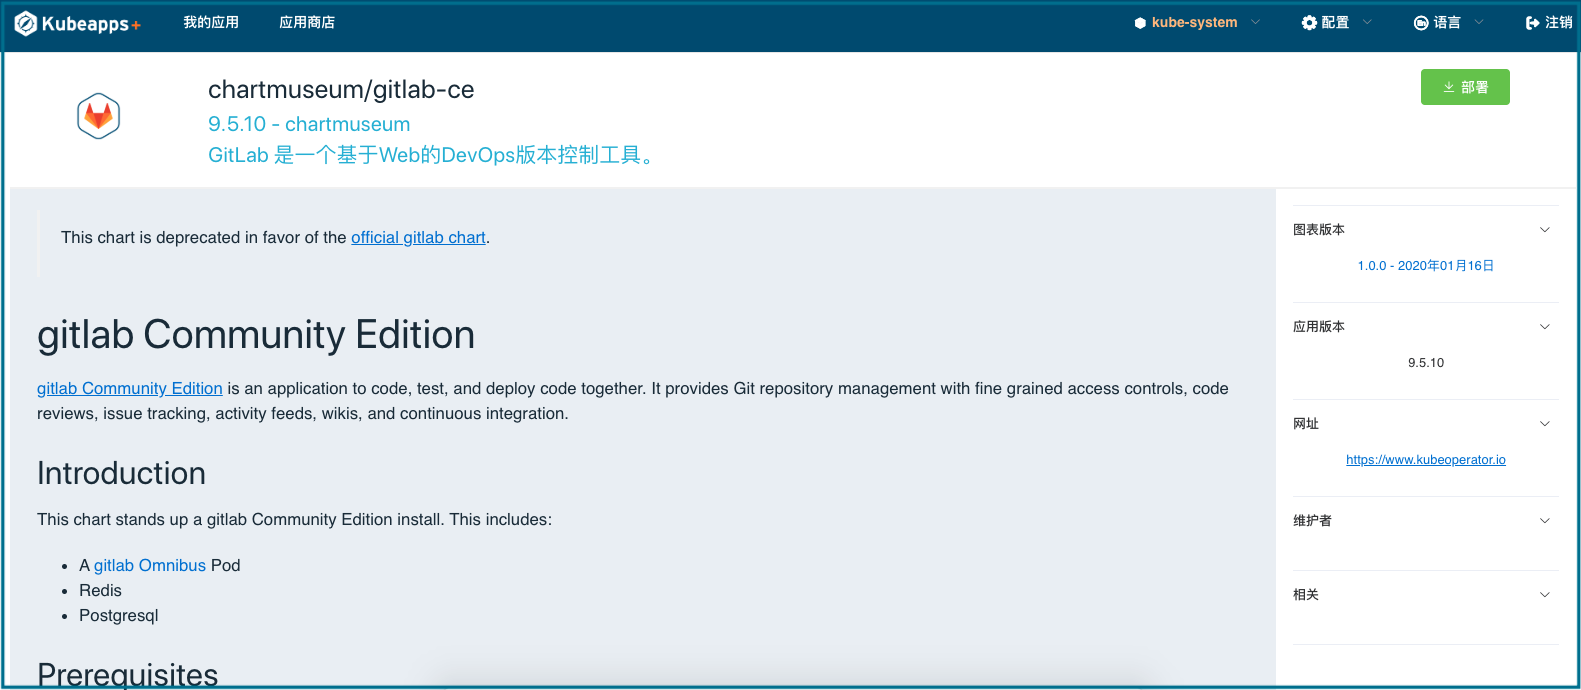 Kubeapps+
我的应用
应用商店
kube-system
配置
语言
注销
chartmuseum/gitlab-ce
9.5.10 - chartmuseum
GitLab 是一个基于Web的DevOps版本控制工具。
部署
This chart is deprecated in favor of the official gitlab chart.
gitlab Community Edition
gitlab Community Edition is an application to code, test, and deploy code together. It provides Git repository management with fine grained access controls, code
reviews, issue tracking, activity feeds, wikis, and continuous integration.
Introduction
This chart stands up a gitlab Community Edition install. This includes:
• A gitlab Omnibus Pod
• Redis
• Postgresql
Prerequisites
图表版本
1.0.0 - 2020年01月16日
应用版本
9.5.10
网址
https://www.kubeoperator.io
维护者
相关